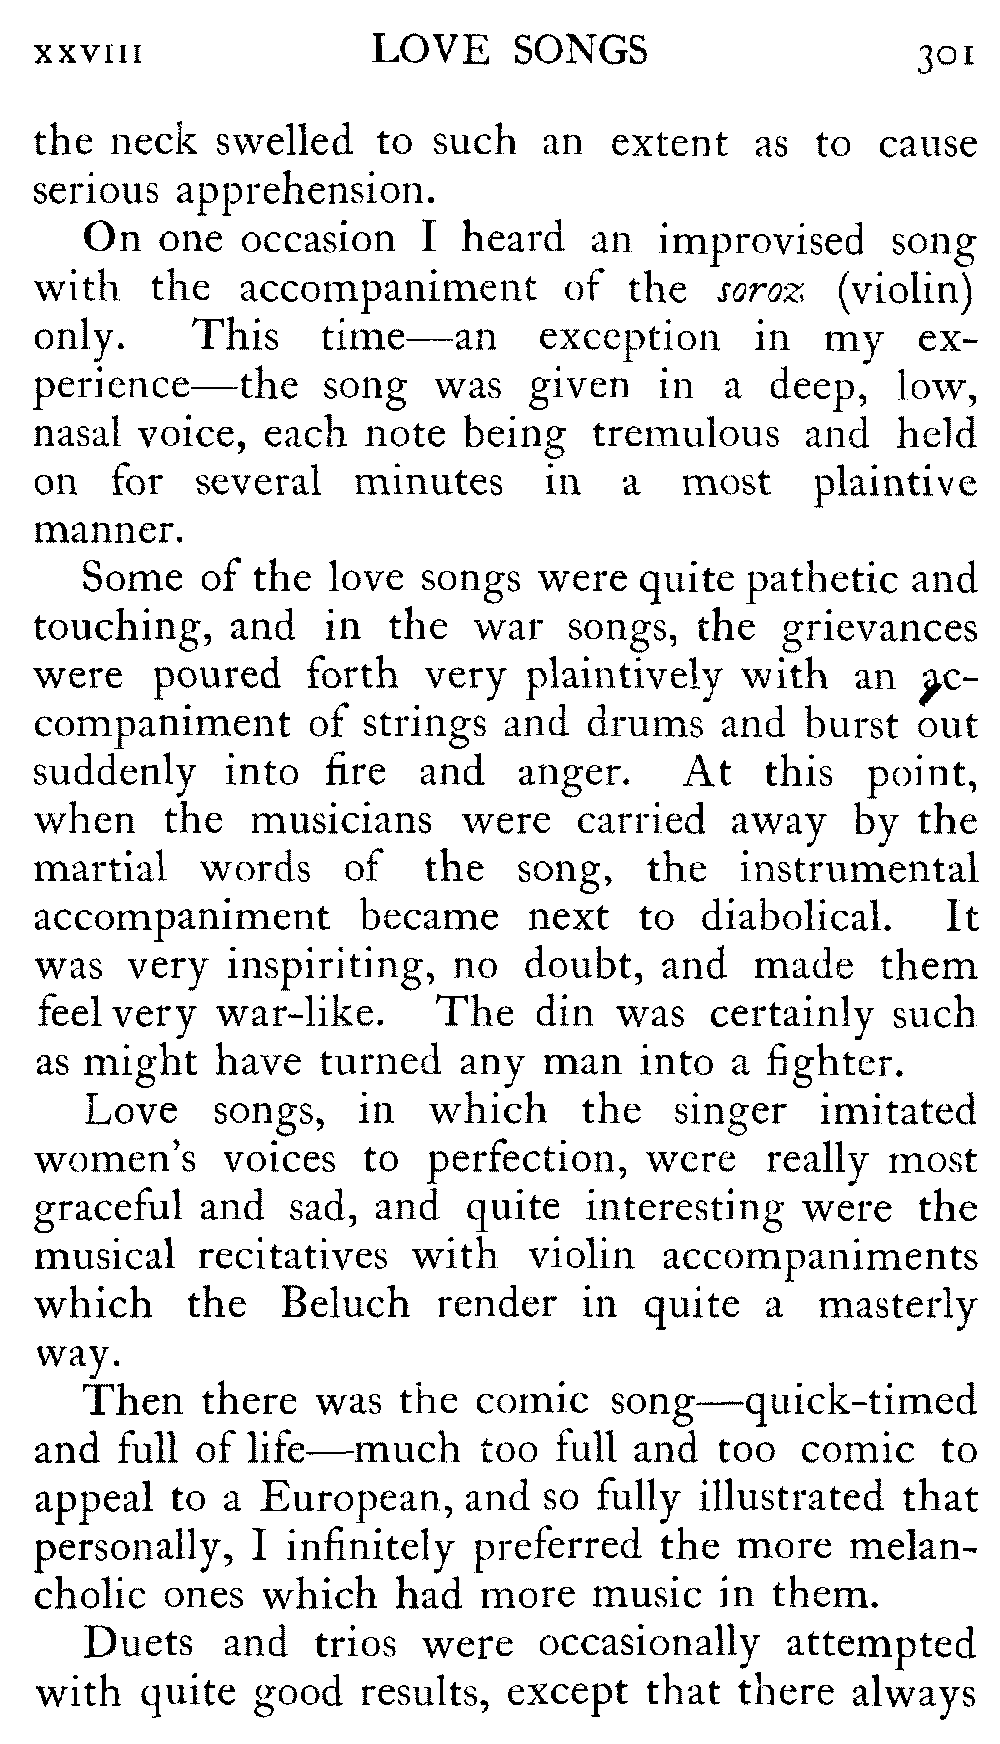 XXVIII LOVE SONGS 301
the neck swelled to such an extent as to cause
serious apprehension.
On one occasion I heard an improvised song
with the accompaniment of the soroz (violin)
only. This time—an exception in my ex-
perience—the song was given in a deep, low,
nasal voice, each note being tremulous and held
on for several minutes in a most plaintive
manner.
Some of the love songs were quite pathetic and
touching, and in the war songs, the grievances
were poured forth very plaintively with an ac-
companiment of strings and drums and burst out
suddenly into fire and anger. At this point,
when the musicians were carried away by the
martial words of the song, the instrumental
accompaniment became next to diabolical. It
was very inspiriting, no doubt, and made them
feel very war-like. The din was certainly such
as might have turned any man into a fighter.
Love songs, in which the singer imitated
women's voices to perfection, were really most
graceful and sad, and quite interesting were the
musical recitatives with violin accompaniments
which the Beluch render in quite a masterly
way.
Then there was the comic song—quick-timed
and full of life—much too full and too comic to
appeal to a European, and so fully illustrated that
personally, I infinitely preferred the more melan-
cholic ones which had more music in them.
Duets and trios were occasionally attempted
with quite good results, except that there always